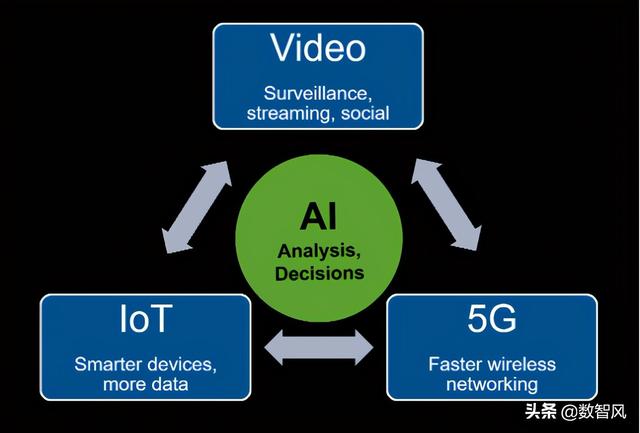 Video
Surveillance,
streaming, social
AI
Analysis,
Decisions
IoT
Smarter devices,
more data
5G
Faster wireless
networking
头条 @数智风